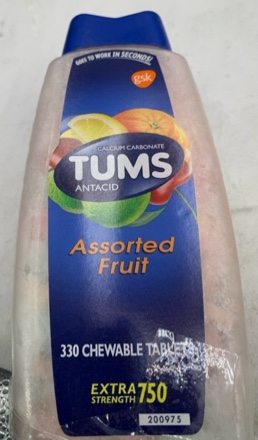 GOES TO WORK IN SECONDS!
gsk
CALCIUM CARBONATE
TUMS
ANTACID
Assorted
Fruit
330 CHEWABLE TABLETS
EXTRA
STRENGTH 750
200975